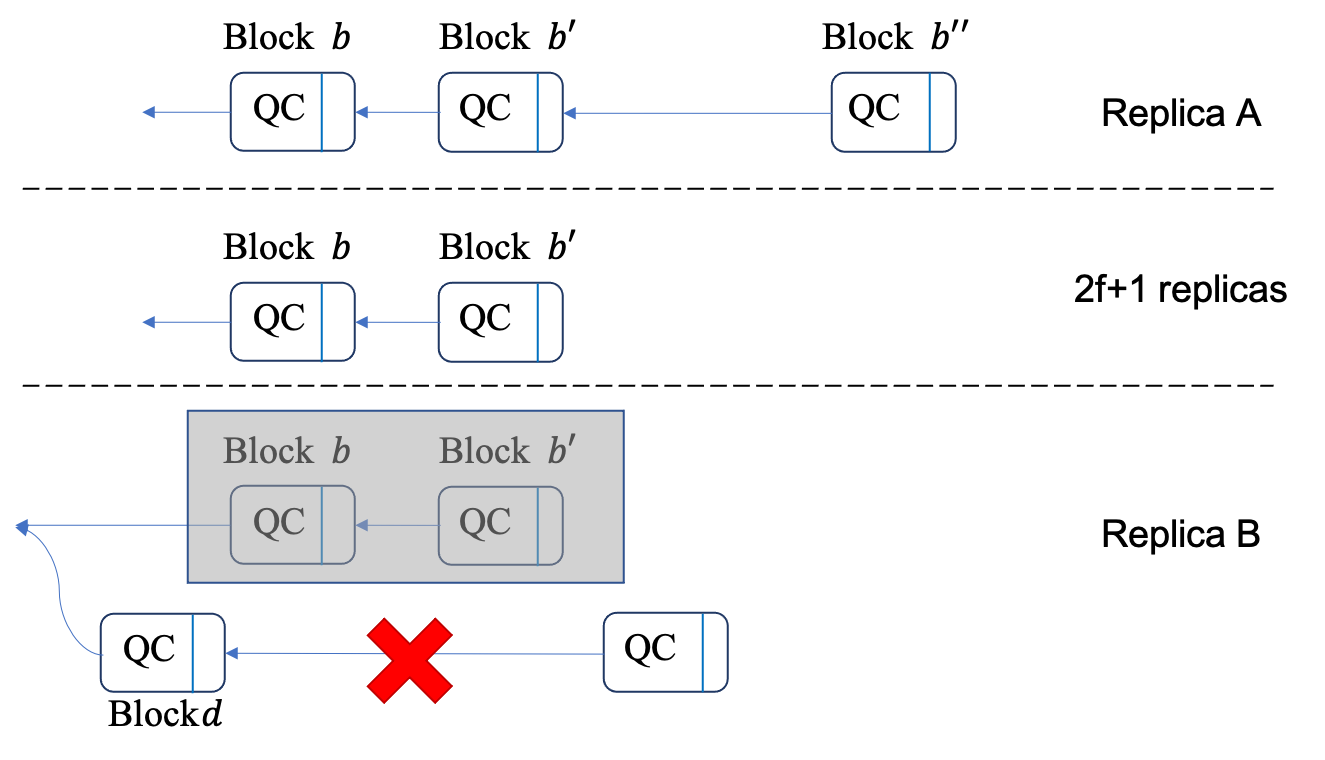 Block b Block b′ Block b′′
QC QC QC Replica A
Block b Block b′
QC QC 2f+1 replicas
Block b Block b′
QC QC Replica B
QC QC
Blockd